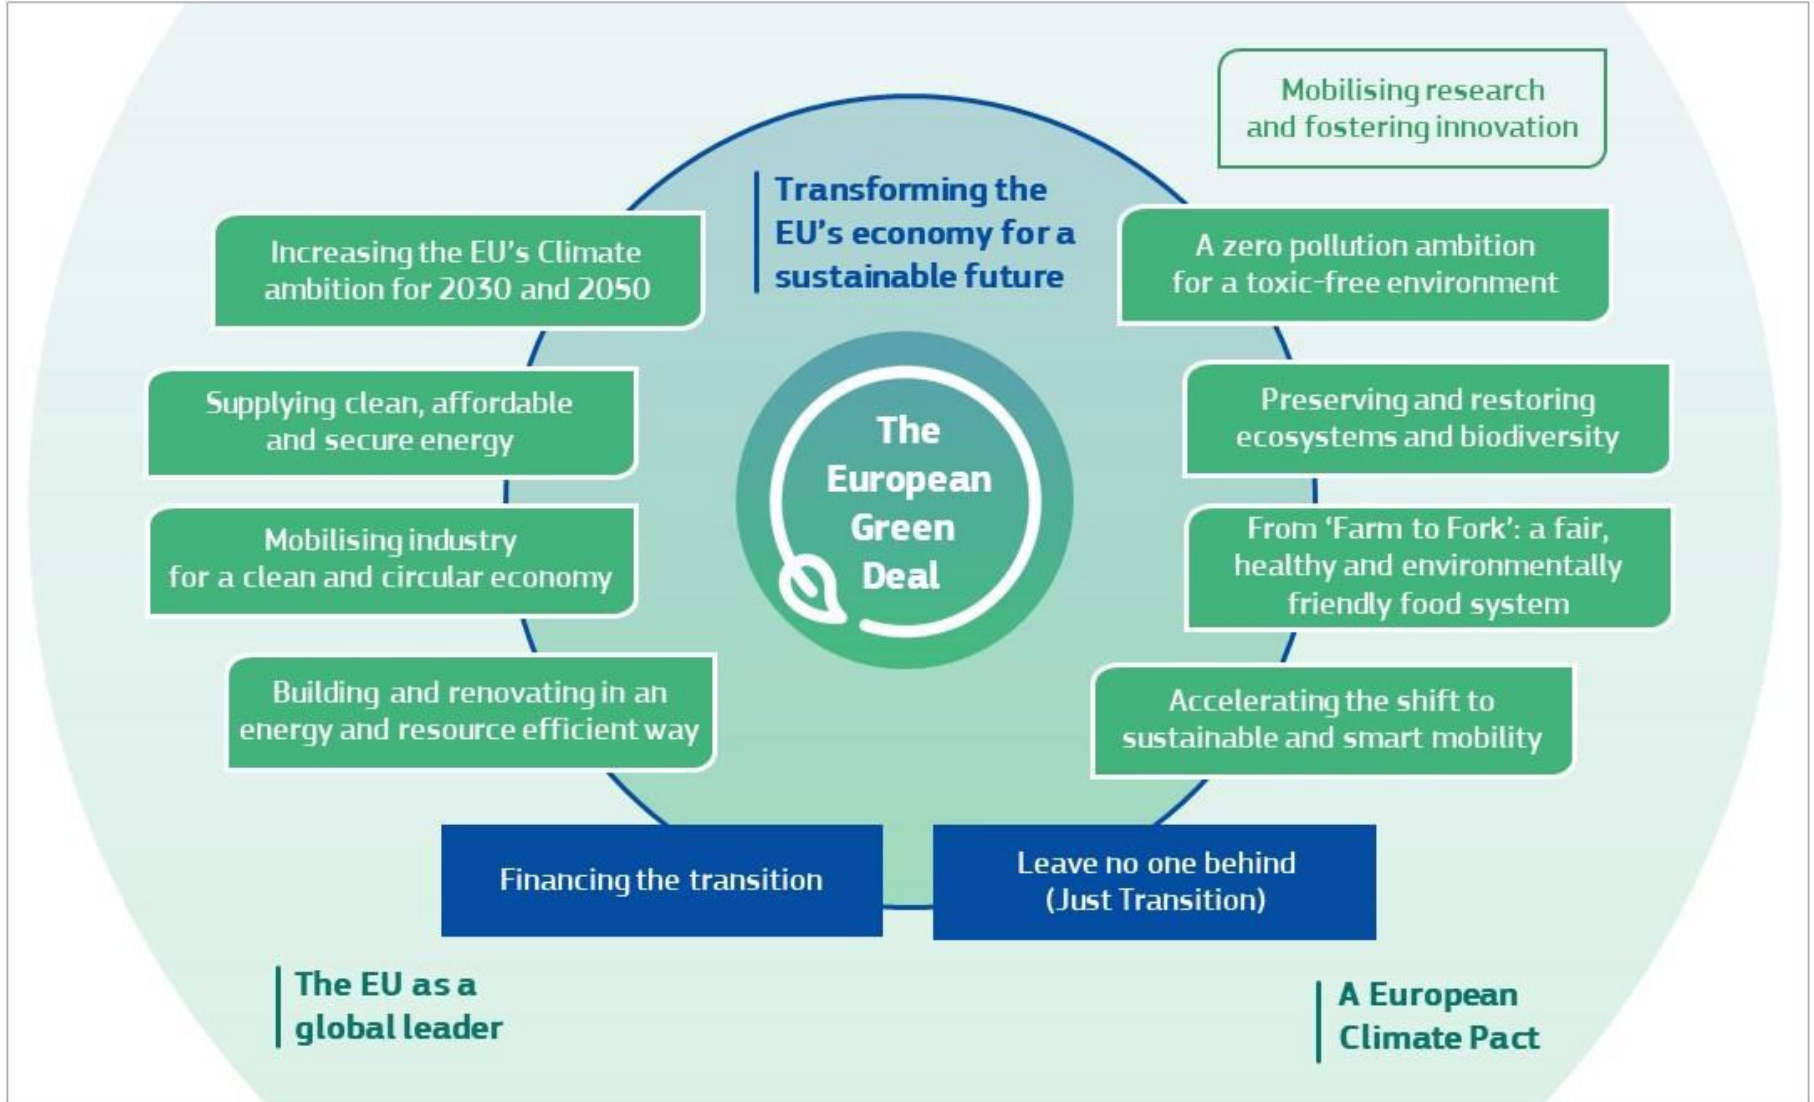 Mobilising research
and fostering innovation
Transforming the
EU’s economy for a
sustainable future
Increasing the EU’s Climate
ambition for 2030 and 2050
A zero pollution ambition
for a toxic-free environment
Supplying clean, affordable
and secure energy
Preserving and restoring
ecosystems and biodiversity
The
European
Green
Deal
Mobilising industry
for a clean and circular economy
From ‘Farm to Fork’: a fair,
healthy and environmentally
friendly food system
Building and renovating in an
energy and resource efficient way
Accelerating the shift to
sustainable and smart mobility
Financing the transition
Leave no one behind
(Just Transition)
The EU as a
global leader
A European
Climate Pact